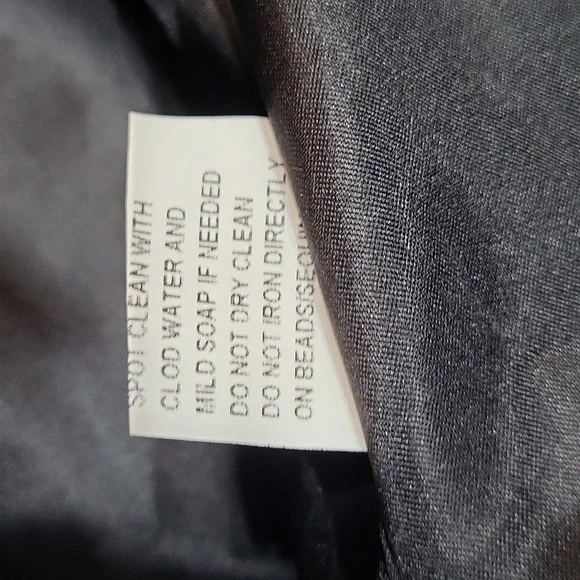 SPOT CLEAN WITH
CLOD WATER AND
MILD SOAP IF NEEDED
DO NOT DRY CLEAN
DO NOT IRON DIRECTLY
ON BEADS/SEQUIN